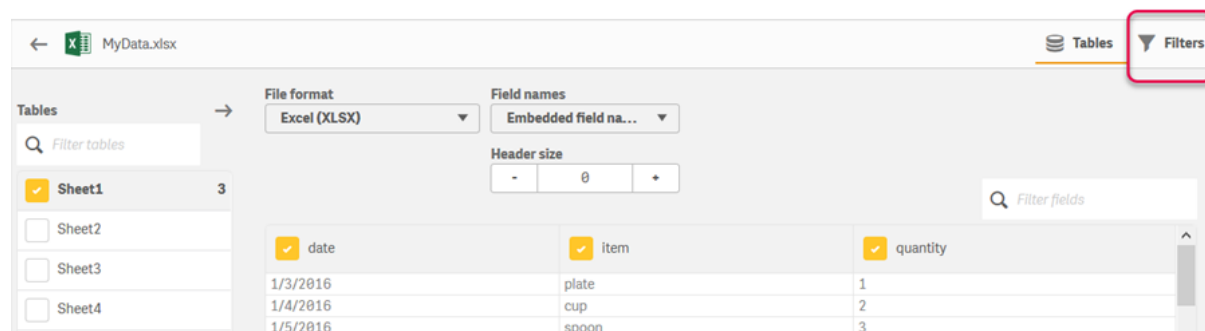 MyData.xlsx
Tables
Filters
Tables
Filter tables
Sheet1 3
Sheet2
Sheet3
Sheet4
File format
Excel (XLSX)
Field names
Embedded field na...
Header size
- 0 +
Filter fields
date item quantity
1/3/2016 plate 1
1/4/2016 cup 2
1/5/2016 spoon 3